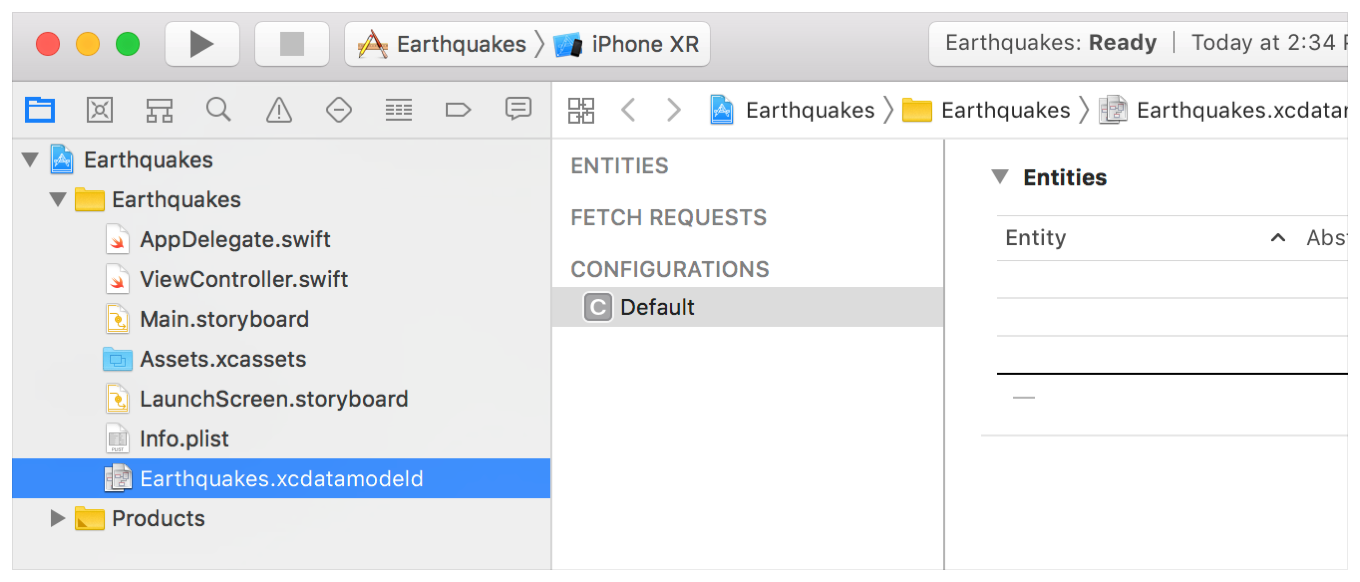 Earthquakes 〉 iPhone XR
Earthquakes: Ready | Today at 2:34
Earthquakes 〉 Earthquakes 〉 Earthquakes.xcdatam
Earthquakes
Earthquakes
AppDelegate.swift
ViewController.swift
Main.storyboard
Assets.xcassets
LaunchScreen.storyboard
Info.plist
Earthquakes.xcdatamodeld
Products
ENTITIES
FETCH REQUESTS
CONFIGURATIONS
C Default
Entities
Entity Abs